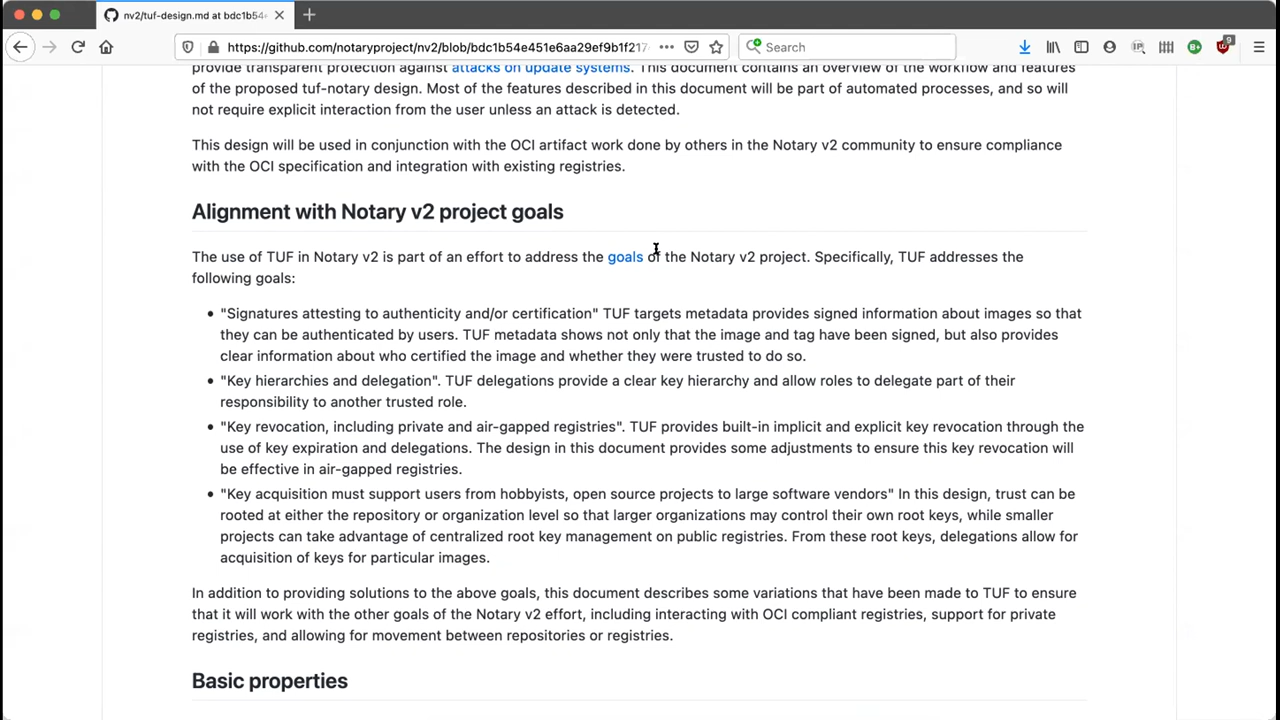 nv2/tuf-design.md at bdc1b54
https://github.com/notaryproject/nv2/blob/bdc1b54e451e6aa29ef9b1f217
Search
9
provide transparent protection against attacks on update systems. This document contains an overview of the workflow and features
of the proposed tuf-notary design. Most of the features described in this document will be part of automated processes, and so will
not require explicit interaction from the user unless an attack is detected.
This design will be used in conjunction with the OCI artifact work done by others in the Notary v2 community to ensure compliance
with the OCI specification and integration with existing registries.
Alignment with Notary v2 project goals
The use of TUF in Notary v2 is part of an effort to address the goals of the Notary v2 project. Specifically, TUF addresses the
following goals:
• "Signatures attesting to authenticity and/or certification" TUF targets metadata provides signed information about images so that
they can be authenticated by users. TUF metadata shows not only that the image and tag have been signed, but also provides
clear information about who certified the image and whether they were trusted to do so.
• "Key hierarchies and delegation". TUF delegations provide a clear key hierarchy and allow roles to delegate part of their
responsibility to another trusted role.
• "Key revocation, including private and air-gapped registries". TUF provides built-in implicit and explicit key revocation through the
use of key expiration and delegations. The design in this document provides some adjustments to ensure this key revocation will
be effective in air-gapped registries.
• "Key acquisition must support users from hobbyists, open source projects to large software vendors" In this design, trust can be
rooted at either the repository or organization level so that larger organizations may control their own root keys, while smaller
projects can take advantage of centralized root key management on public registries. From these root keys, delegations allow for
acquisition of keys for particular images.
In addition to providing solutions to the above goals, this document describes some variations that have been made to TUF to ensure
that it will work with the other goals of the Notary v2 effort, including interacting with OCI compliant registries, support for private
registries, and allowing for movement between repositories or registries.
Basic properties